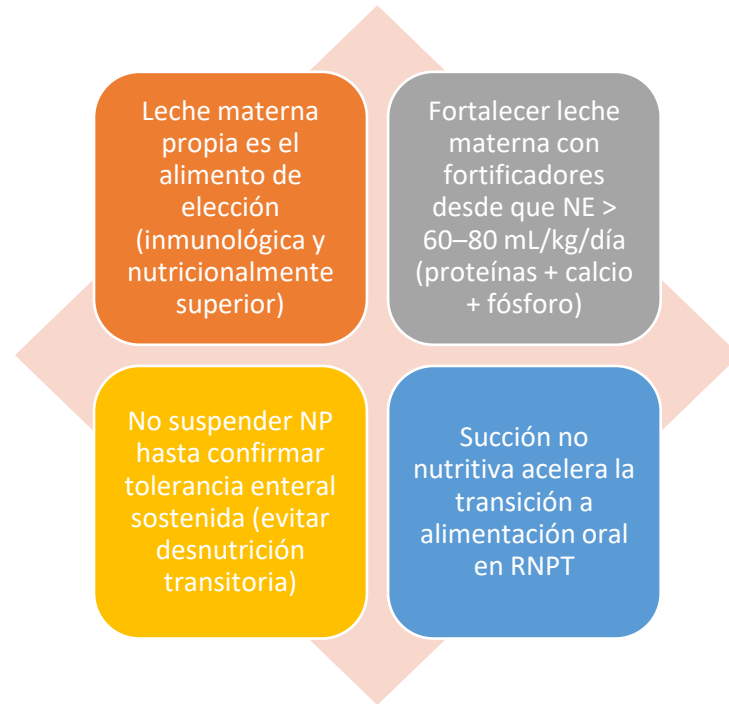 Leche materna
propia es el
alimento de
elección
(inmunológica y
nutricionalmente
superior)
Fortalecer leche
materna con
fortificadores
desde que NE >
60–80 mL/kg/día
(proteínas + calcio
+ fósforo)
No suspender NP
hasta confirmar
tolerancia enteral
sostenida (evitar
desnutrición
transitoria)
Succión no
nutritiva acelera la
transición a
alimentación oral
en RNPT